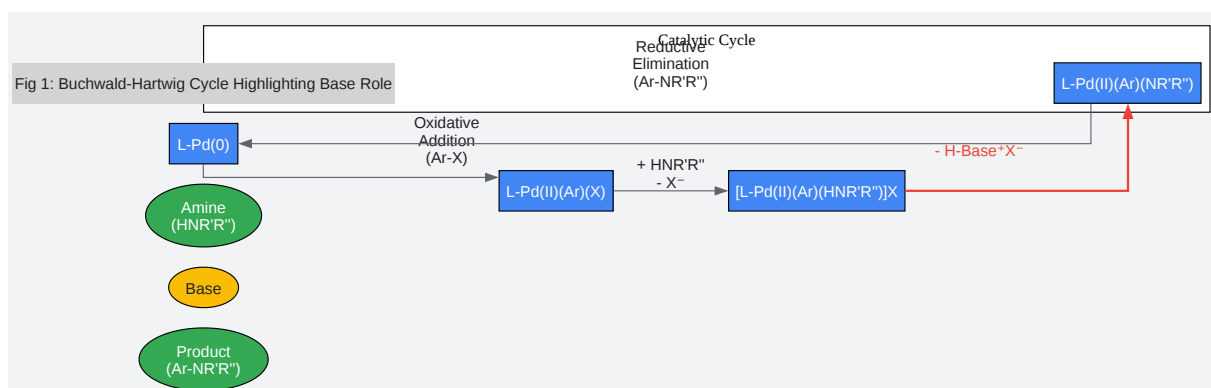 Catalytic Cycle
Reductive
Elimination
(Ar-NR'R'')
Fig 1: Buchwald-Hartwig Cycle Highlighting Base Role
L-Pd(II)(Ar)(NR'R'')
L-Pd(0)
Oxidative
Addition
(Ar-X)
- H-Base⁺X⁻
+ HNR'R''
- X⁻
L-Pd(II)(Ar)(X)
[L-Pd(II)(Ar)(HNR'R'')]X
Amine
(HNR'R'')
Base
Product
(Ar-NR'R'')